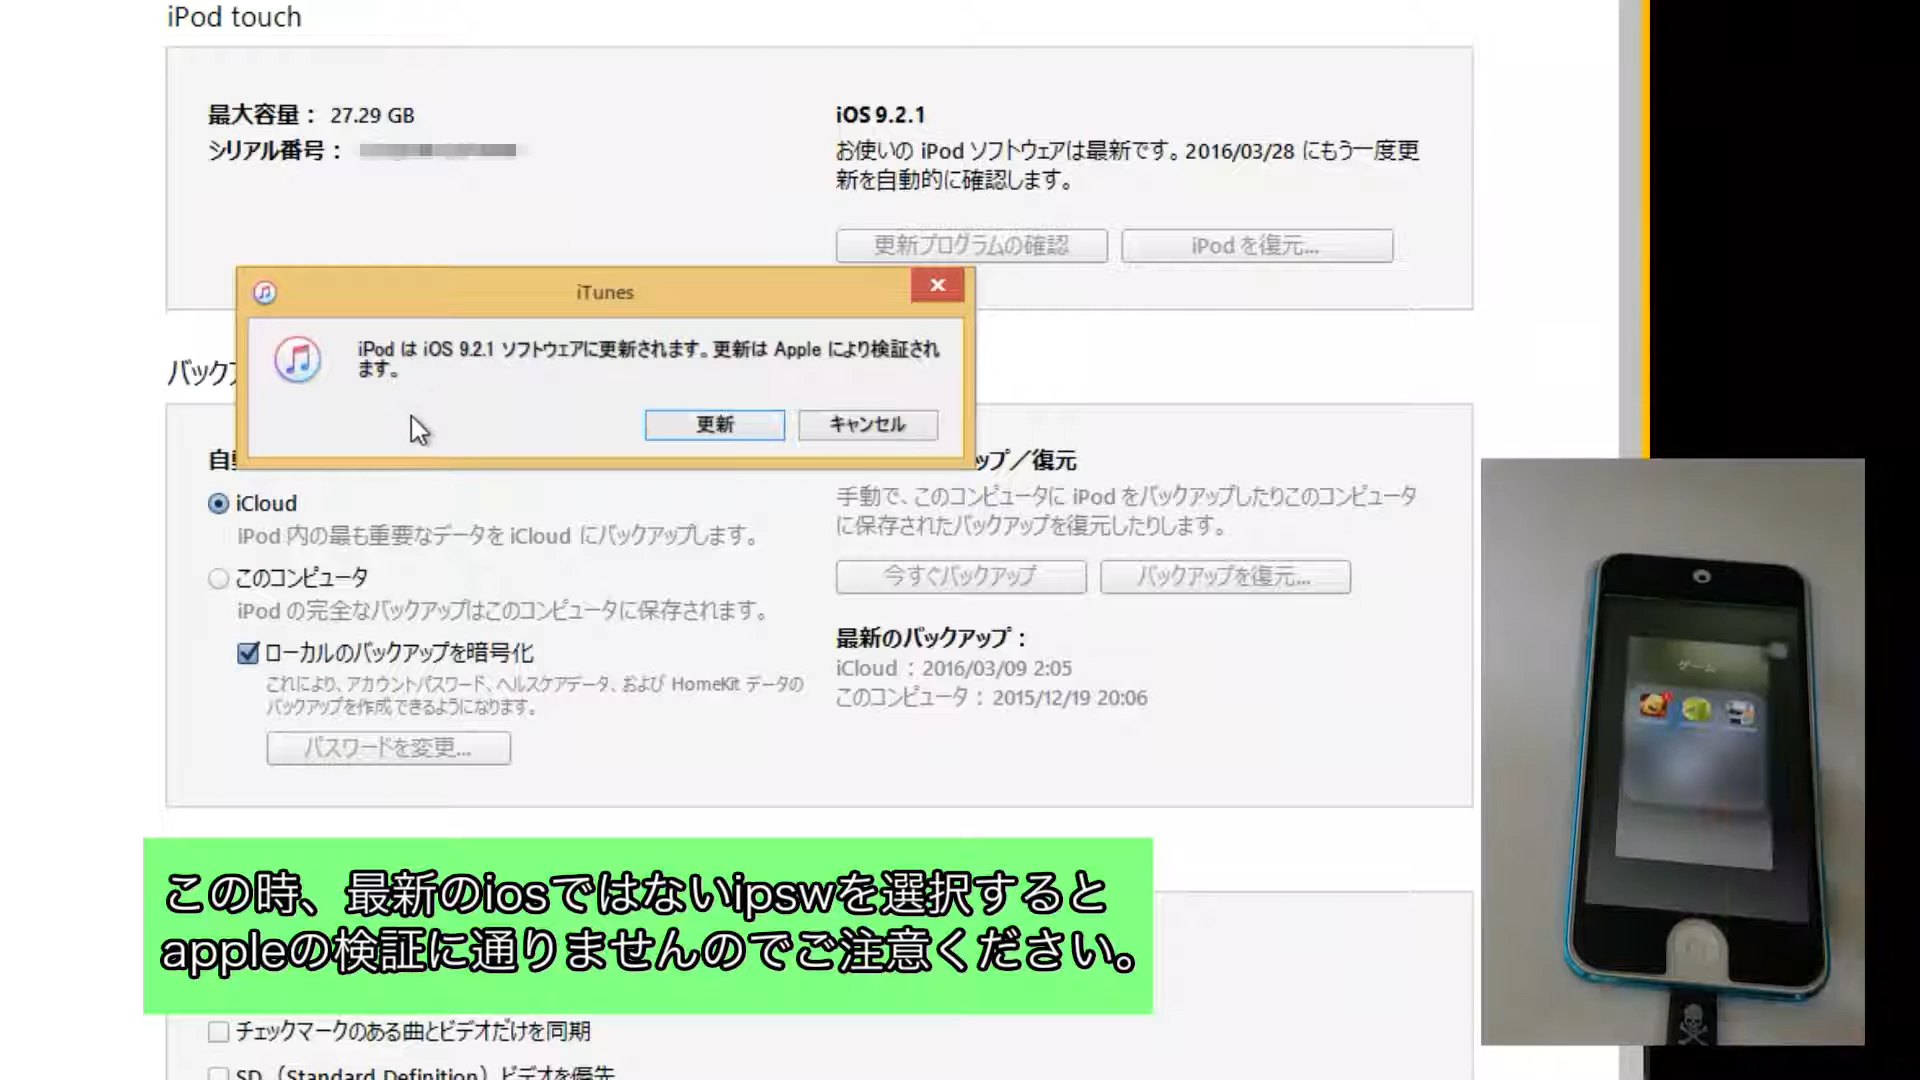 iPod touch
最大容量： 27.29 GB
シリアル番号：
iOS 9.2.1
お使いの iPod ソフトウェアは最新です。2016/03/28 にもう一度更
新を自動的に確認します。
更新プログラムの確認
iPod を復元...
iTunes
iPod は iOS 9.2.1 ソフトウェアに更新されます。更新は Apple により検証され
ます。
更新
キャンセル
バック
自
ップ／復元
iCloud
iPod 内の最も重要なデータを iCloud にバックアップします。
このコンピュータ
iPod の完全なバックアップはこのコンピュータに保存されます。
ローカルのバックアップを暗号化
これにより、アカウントパスワード、ヘルスケアデータ、および HomeKit データの
バックアップを作成できるようになります。
パスワードを変更...
手動で、このコンピュータに iPod をバックアップしたりこのコンピュータ
に保存されたバックアップを復元したりします。
今すぐバックアップ
バックアップを復元...
最新のバックアップ：
iCloud ： 2016/03/09 2:05
このコンピュータ： 2015/12/19 20:06
ゲーム
この時、最新のiosではないipswを選択すると
appleの検証に通りませんのでご注意ください。
チェックマークのある曲とビデオだけを同期
SD（Standard Definition）ビデオを優先